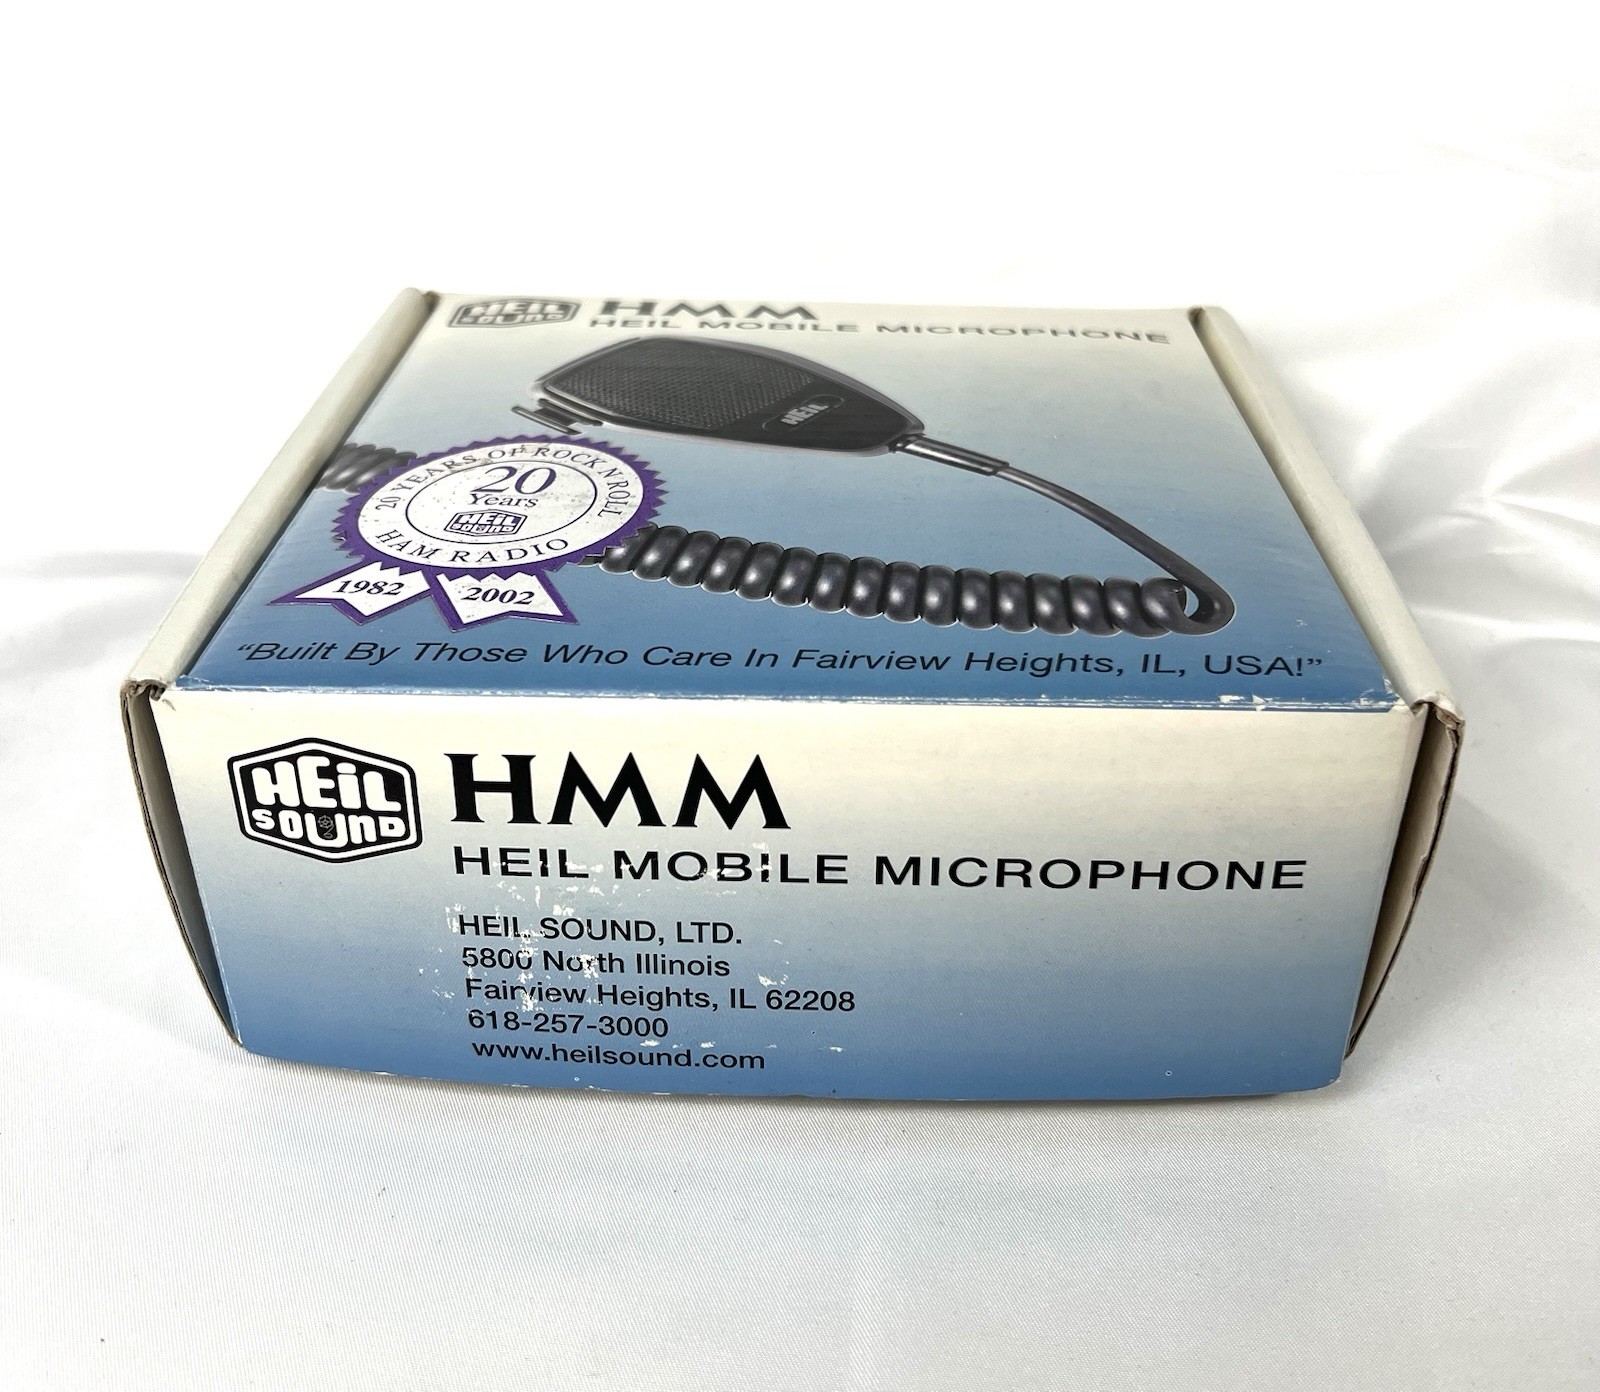 HEiL
SOUND
HMM
HEIL MOBILE MICROPHONE
HEiL
20 YEARS OF ROCK N ROLL
20
Years
HEiL
SOUND
HAM RADIO
1982
2002
"Built By Those Who Care In Fairview Heights, IL, USA!"
HEiL
SOUND
HMM
HEIL MOBILE MICROPHONE
HEIL SOUND, LTD.
5800 North Illinois
Fairview Heights, IL 62208
618-257-3000
www.heilsound.com